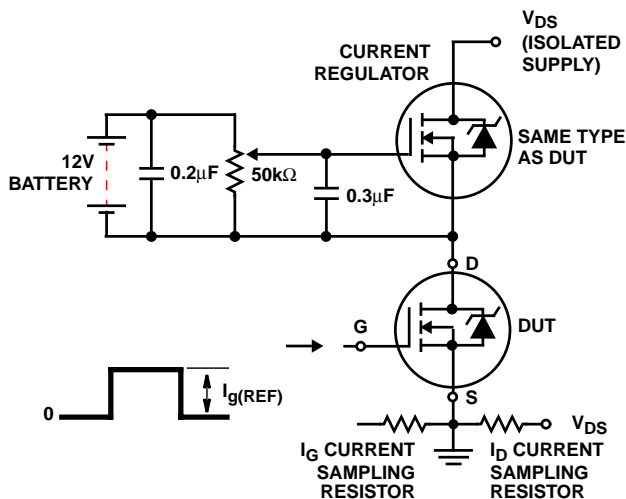 V_DS
(ISOLATED
SUPPLY)
CURRENT
REGULATOR
SAME TYPE
AS DUT
12V
BATTERY
0.2μF
50kΩ
0.3μF
D
G
DUT
I_g(REF)
0
S
V_DS
I_G CURRENT
SAMPLING
RESISTOR
I_D CURRENT
SAMPLING
RESISTOR